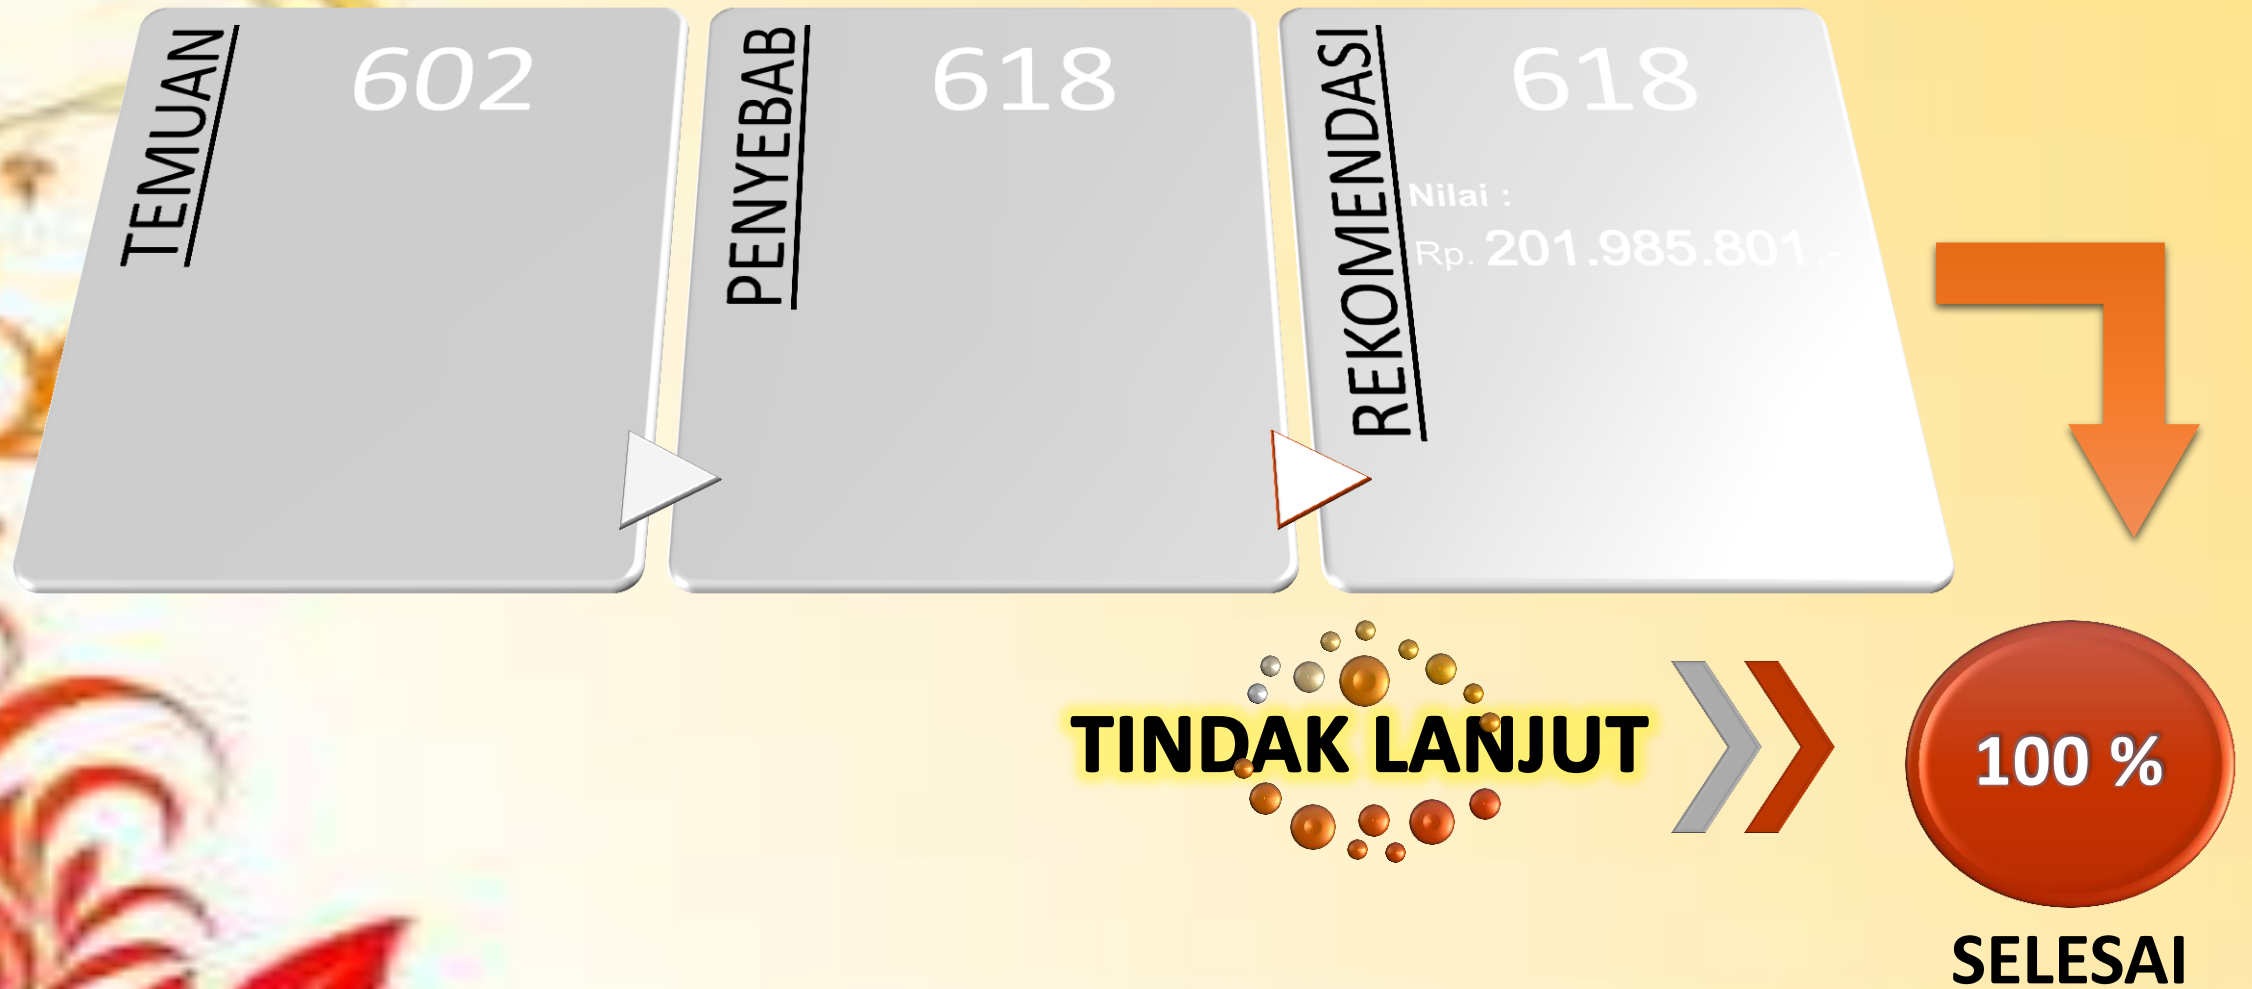 TEMUAN
602
PENYEBAB
618
REKOMENDASI
618
Nilai :
Rp. 201.985.801,-
TINDAK LANJUT
100 %
SELESAI